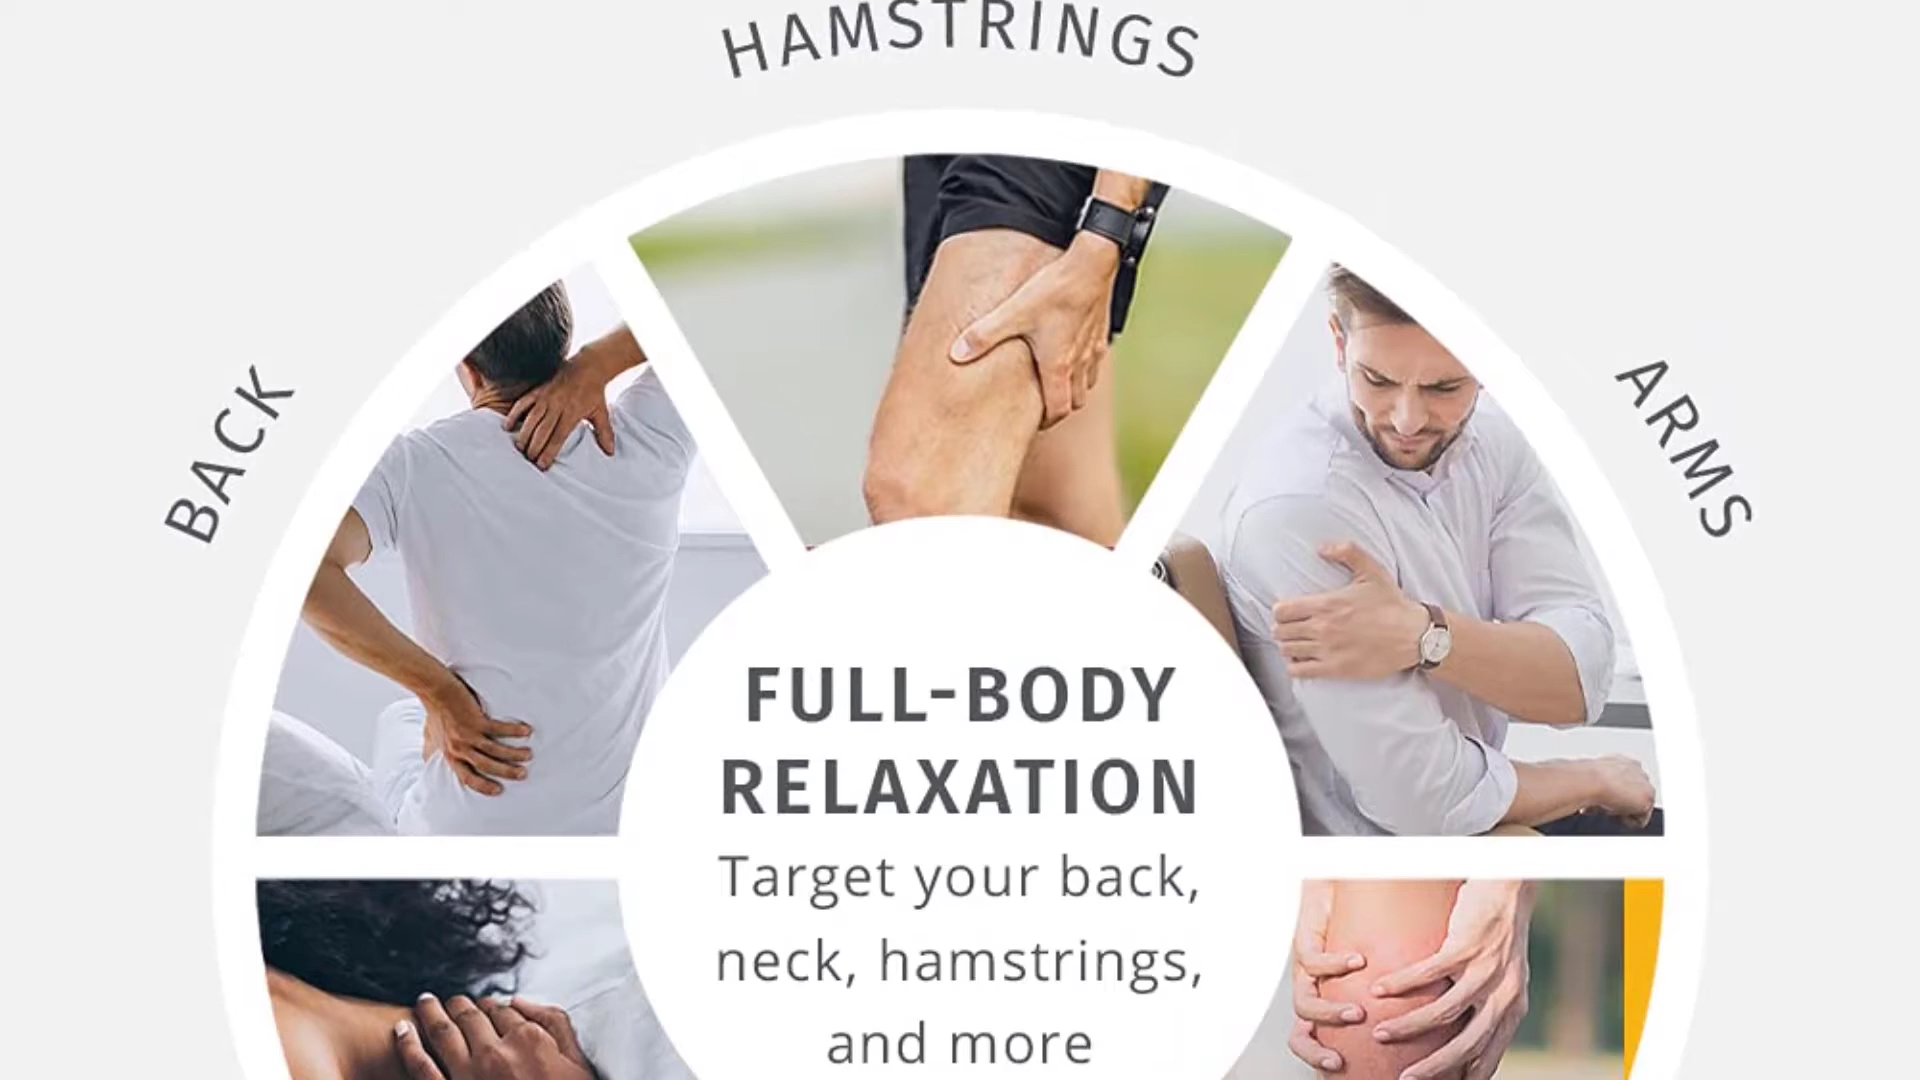 HAMSTRINGS
BACK
ARMS
FULL-BODY
RELAXATION
Target your back,
neck, hamstrings,
and more